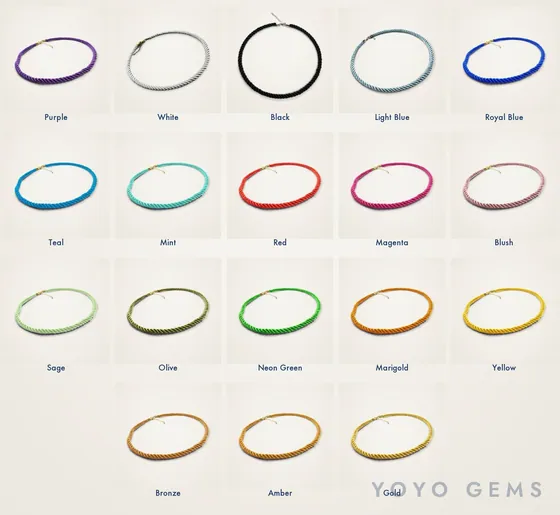 Purple
White
Black
Light Blue
Royal Blue
Teal
Mint
Red
Magenta
Blush
Sage
Olive
Neon Green
Marigold
Yellow
Bronze
Amber
Gold
YOYO GEMS